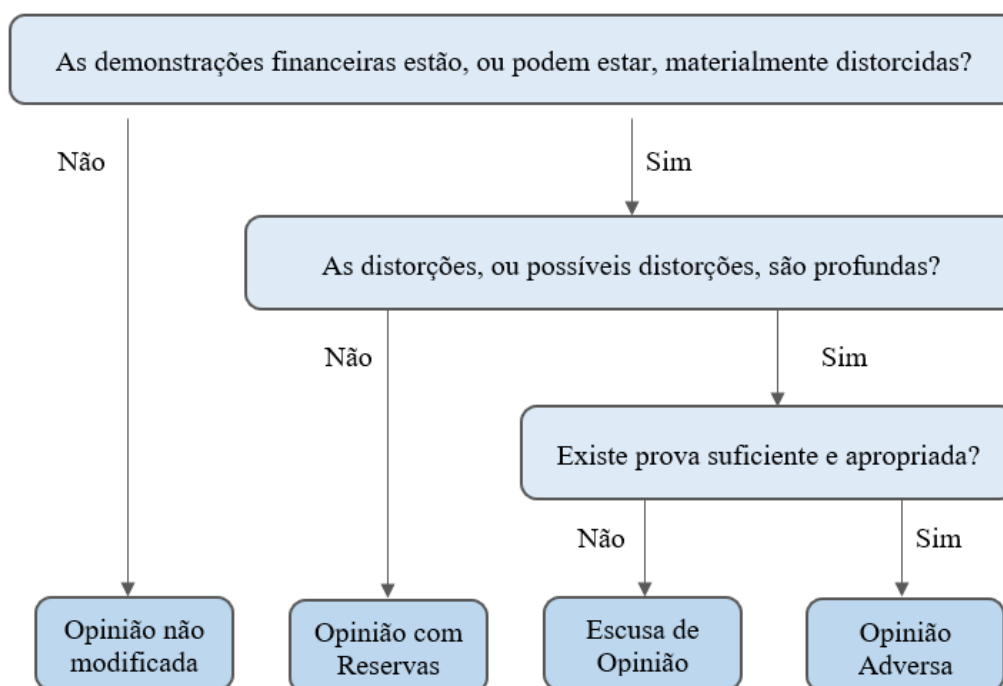 As demonstrações financeiras estão, ou podem estar, materialmente distorcidas?
Não
Sim
As distorções, ou possíveis distorções, são profundas?
Não
Sim
Existe prova suficiente e apropriada?
Não
Sim
Opinião não
modificada
Opinião com
Reservas
Escusa de
Opinião
Opinião
Adversa